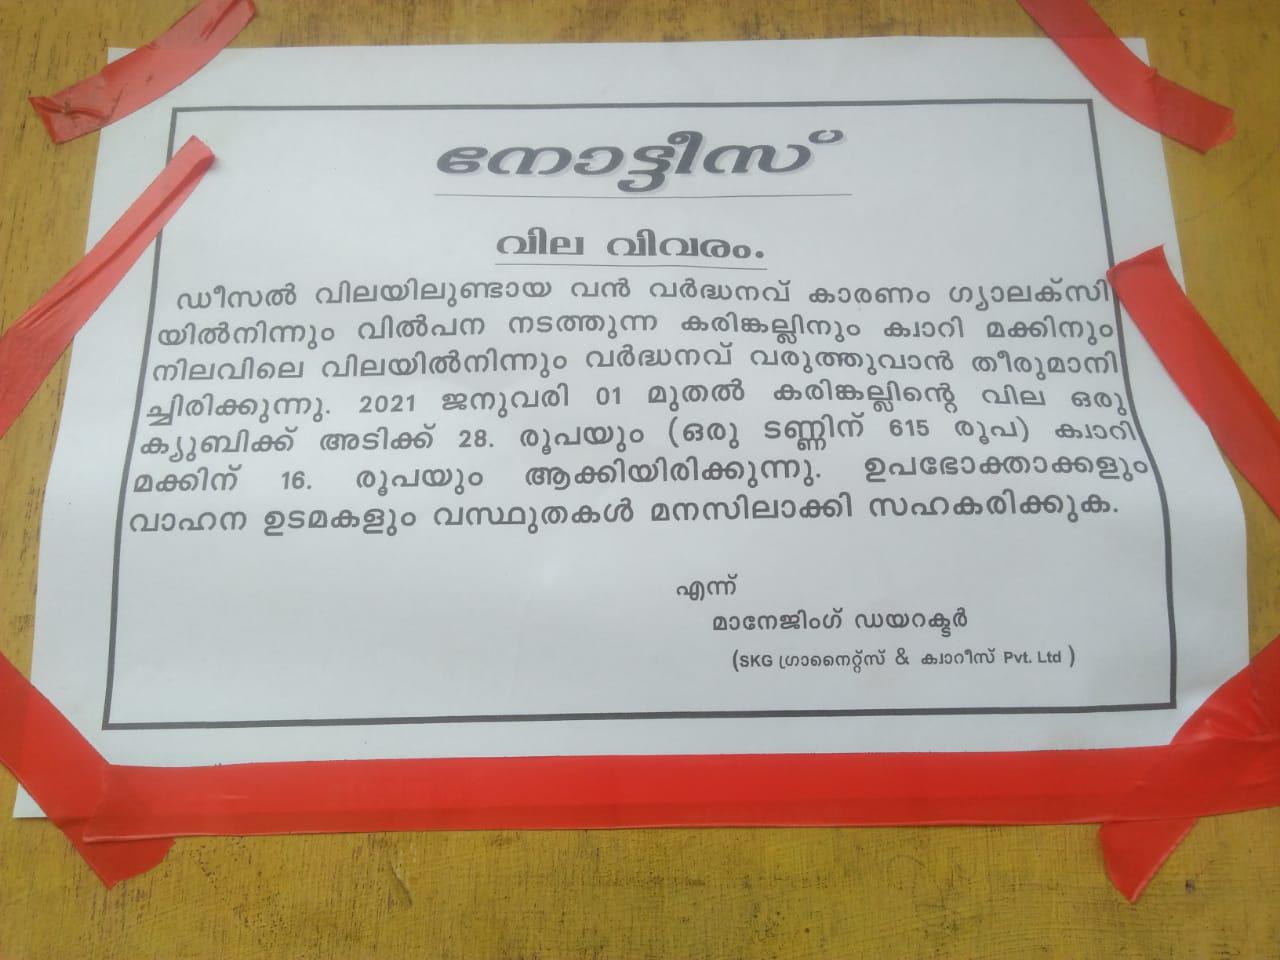 നോട്ടീസ്
വില വിവരം.
ഡീസൽ വിലയിലുണ്ടായ വൻ വർദ്ധനവ് കാരണം ഗ്യാലക്സി
യിൽനിന്നും വിൽപന നടത്തുന്ന കരിങ്കല്ലിനും ക്വാറി മക്കിനും
നിലവിലെ വിലയിൽനിന്നും വർദ്ധനവ് വരുത്തുവാൻ തീരുമാനി
ച്ചിരിക്കുന്നു. 2021 ജനുവരി 01 മുതൽ കരിങ്കല്ലിന്റെ വില ഒരു
ക്യുബിക്ക് അടിക്ക് 28. രൂപയും (ഒരു ടണ്ണിന് 615 രൂപ) ക്വാറി
മക്കിന് 16. രൂപയും ആക്കിയിരിക്കുന്നു. ഉപഭോക്താക്കളും
വാഹന ഉടമകളും വസ്ഥുതകൾ മനസിലാക്കി സഹകരിക്കുക.
എന്ന്
മാനേജിംഗ് ഡയറക്ടർ
(SKG ഗ്രാനൈറ്റ്സ് & ക്വാറീസ് Pvt. Ltd )